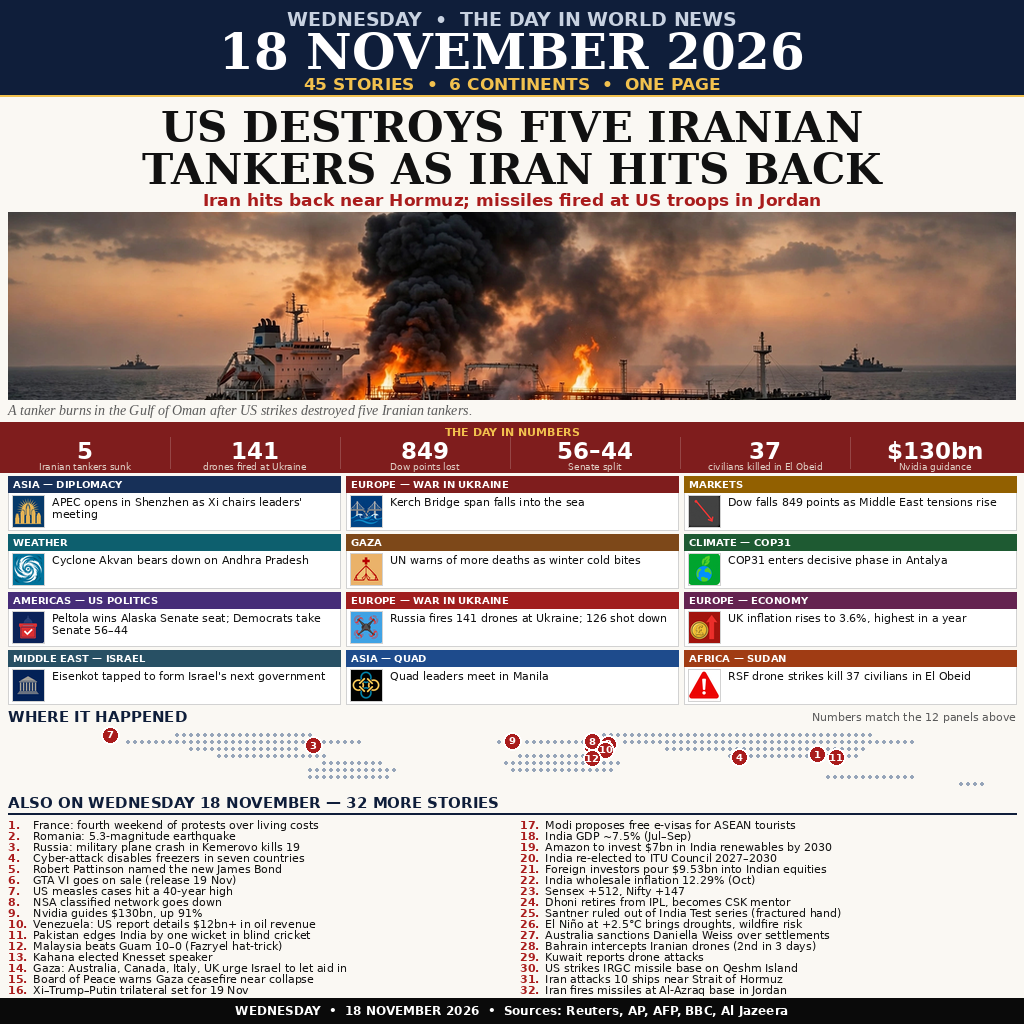 WEDNESDAY • THE DAY IN WORLD NEWS
18 NOVEMBER 2026
45 STORIES • 6 CONTINENTS • ONE PAGE
US DESTROYS FIVE IRANIAN
TANKERS AS IRAN HITS BACK
Iran hits back near Hormuz; missiles fired at US troops in Jordan
A tanker burns in the Gulf of Oman after US strikes destroyed five Iranian tankers.
THE DAY IN NUMBERS
5
Iranian tankers sunk
141
drones fired at Ukraine
849
Dow points lost
56–44
Senate split
37
civilians killed in El Obeid
$130bn
Nvidia guidance
ASIA — DIPLOMACY
APEC opens in Shenzhen as Xi chairs leaders'
meeting
EUROPE — WAR IN UKRAINE
Kerch Bridge span falls into the sea
MARKETS
Dow falls 849 points as Middle East tensions rise
WEATHER
Cyclone Akvan bears down on Andhra Pradesh
GAZA
UN warns of more deaths as winter cold bites
CLIMATE — COP31
COP31 enters decisive phase in Antalya
AMERICAS — US POLITICS
Peltola wins Alaska Senate seat; Democrats take
Senate 56–44
EUROPE — WAR IN UKRAINE
Russia fires 141 drones at Ukraine; 126 shot down
EUROPE — ECONOMY
UK inflation rises to 3.6%, highest in a year
MIDDLE EAST — ISRAEL
Eisenkot tapped to form Israel's next government
ASIA — QUAD
Quad leaders meet in Manila
AFRICA — SUDAN
RSF drone strikes kill 37 civilians in El Obeid
WHERE IT HAPPENED
Numbers match the 12 panels above
7
3
9
8
10
12
4
1
11
ALSO ON WEDNESDAY 18 NOVEMBER — 32 MORE STORIES
1. France: fourth weekend of protests over living costs
2. Romania: 5.3-magnitude earthquake
3. Russia: military plane crash in Kemerovo kills 19
4. Cyber-attack disables freezers in seven countries
5. Robert Pattinson named the new James Bond
6. GTA VI goes on sale (release 19 Nov)
7. US measles cases hit a 40-year high
8. NSA classified network goes down
9. Nvidia guides $130bn, up 91%
10. Venezuela: US report details $12bn+ in oil revenue
11. Pakistan edges India by one wicket in blind cricket
12. Malaysia beats Guam 10–0 (Fazryel hat-trick)
13. Kahana elected Knesset speaker
14. Gaza: Australia, Canada, Italy, UK urge Israel to let aid in
15. Board of Peace warns Gaza ceasefire near collapse
16. Xi–Trump–Putin trilateral set for 19 Nov
17. Modi proposes free e-visas for ASEAN tourists
18. India GDP ~7.5% (Jul–Sep)
19. Amazon to invest $7bn in India renewables by 2030
20. India re-elected to ITU Council 2027–2030
21. Foreign investors pour $9.53bn into Indian equities
22. India wholesale inflation 12.29% (Oct)
23. Sensex +512, Nifty +147
24. Dhoni retires from IPL, becomes CSK mentor
25. Santner ruled out of India Test series (fractured hand)
26. El Niño at +2.5°C brings droughts, wildfire risk
27. Australia sanctions Daniella Weiss over settlements
28. Bahrain intercepts Iranian drones (2nd in 3 days)
29. Kuwait reports drone attacks
30. US strikes IRGC missile base on Qeshm Island
31. Iran attacks 10 ships near Strait of Hormuz
32. Iran fires missiles at Al-Azraq base in Jordan
WEDNESDAY • 18 NOVEMBER 2026 • Sources: Reuters, AP, AFP, BBC, Al Jazeera